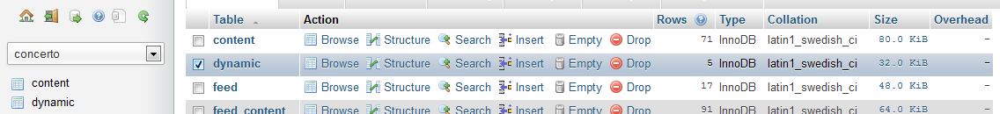 concerto
content
dynamic
Table Action Rows Type Collation Size Overhead
content Browse Structure Search Insert Empty Drop 71 InnoDB latin1_swedish_ci 80.0 KiB -
dynamic Browse Structure Search Insert Empty Drop 5 InnoDB latin1_swedish_ci 32.0 KiB -
feed Browse Structure Search Insert Empty Drop 17 InnoDB latin1_swedish_ci 48.0 KiB -
feed_content Browse Structure Search Insert Empty Drop 91 InnoDB latin1_swedish_ci 64.0 KiB -